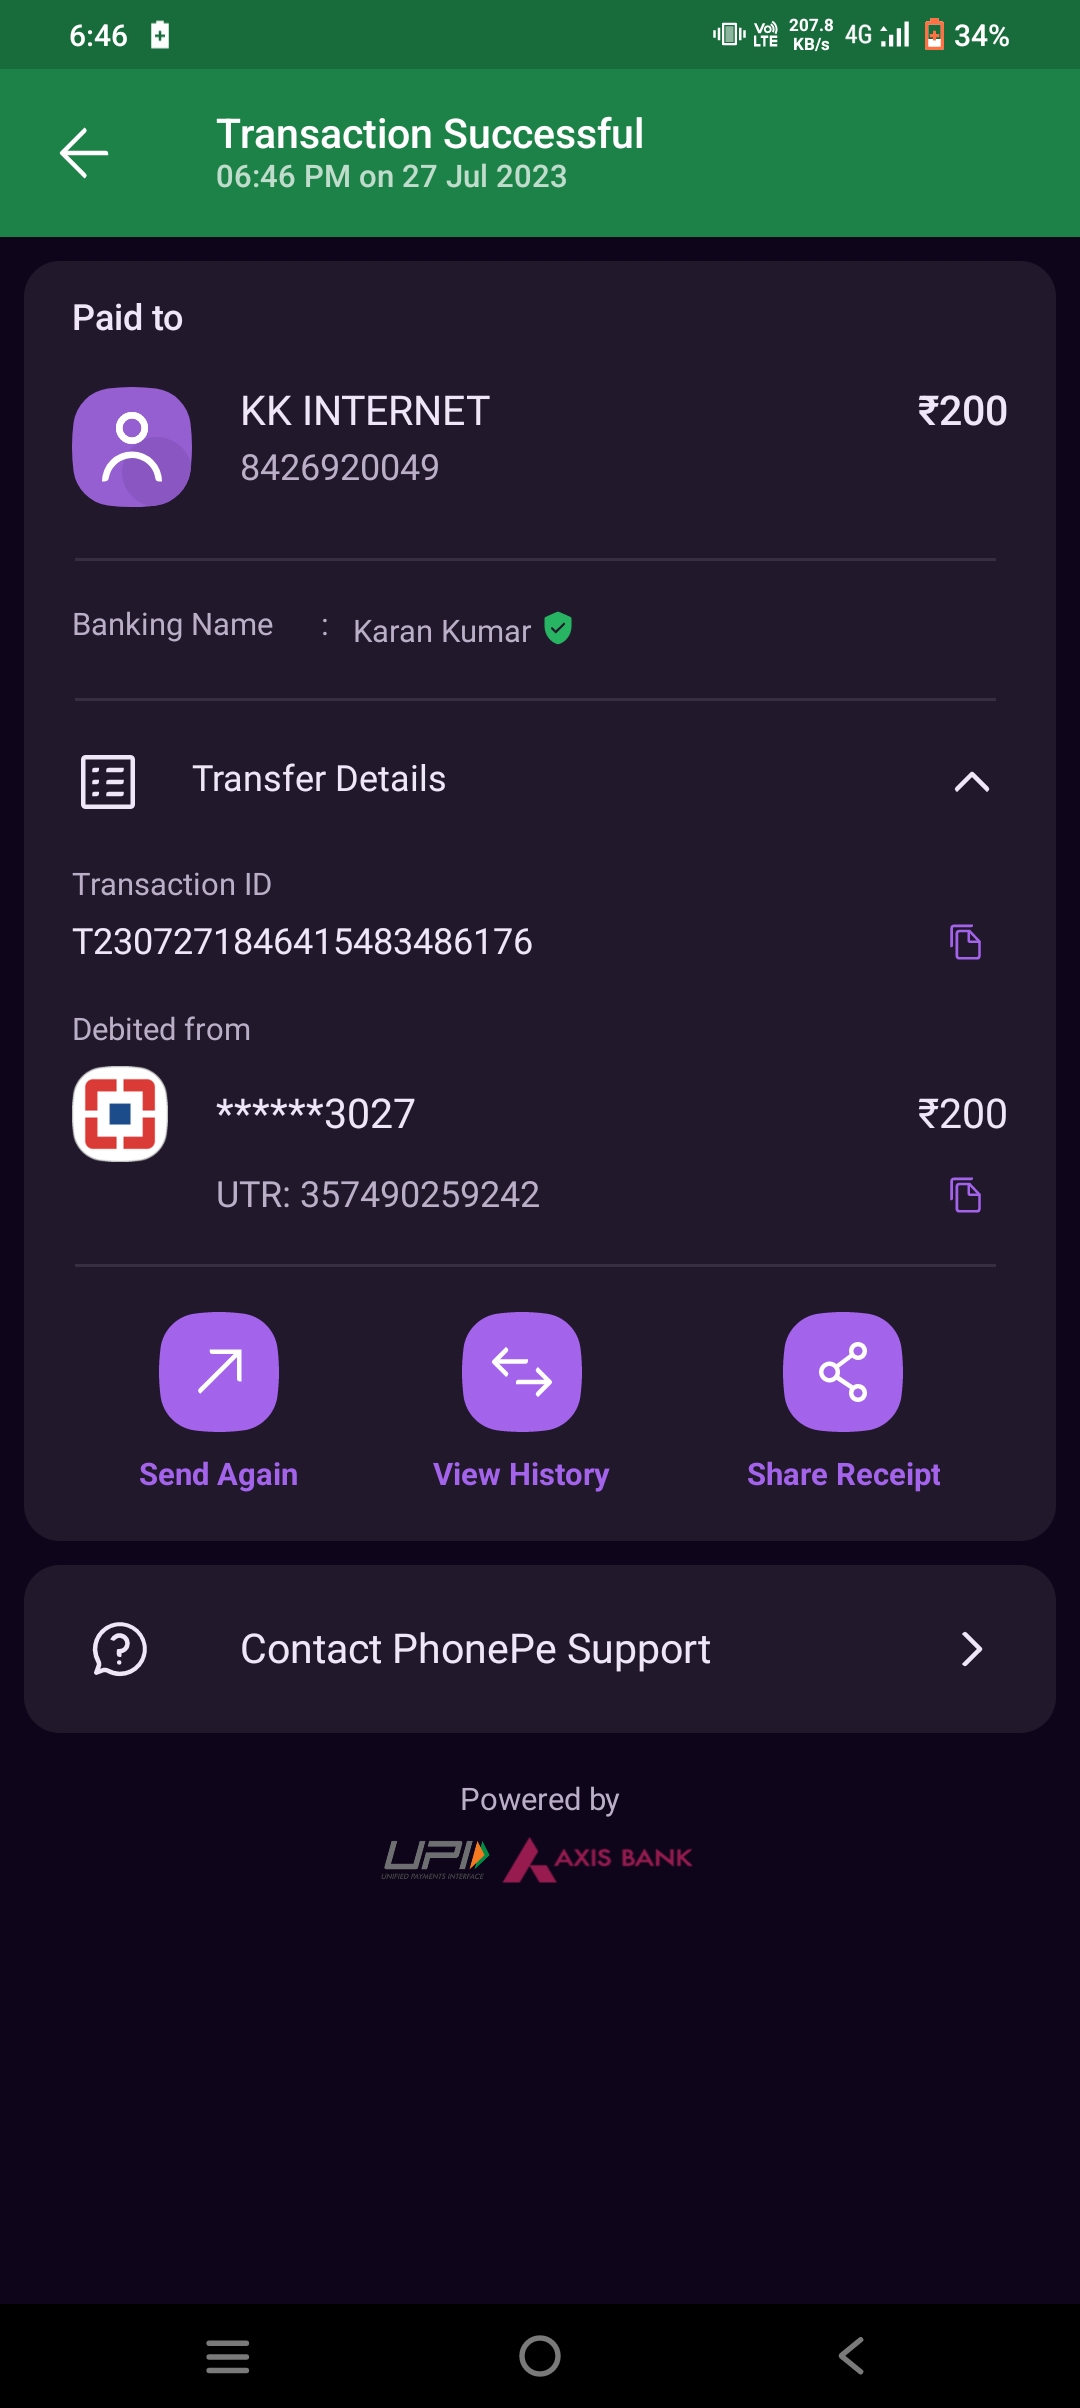 6:46 Vo) LTE 207.8 KB/s 4G 34%
Transaction Successful
06:46 PM on 27 Jul 2023
Paid to
KK INTERNET ₹200
8426920049
Banking Name : Karan Kumar
Transfer Details
Transaction ID
T2307271846415483486176
Debited from
******3027 ₹200
UTR: 357490259242
Send Again View History Share Receipt
Contact PhonePe Support
Powered by
UPI AXIS BANK
UNIFIED PAYMENTS INTERFACE